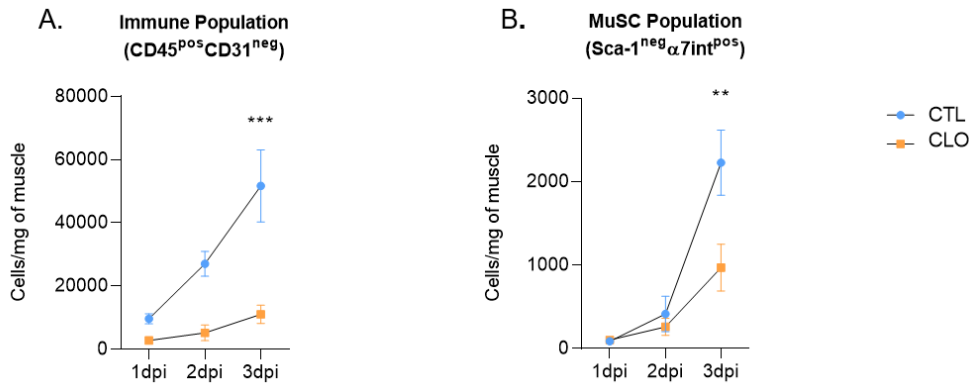 A.
Immune Population
(CD45posCD31neg)
Cells/mg of muscle
80000
60000
40000
20000
0
***
1dpi 2dpi 3dpi
B.
MuSC Population
(Sca-1negα7intpos)
Cells/mg of muscle
3000
2000
1000
0
**
1dpi 2dpi 3dpi
CTL
CLO